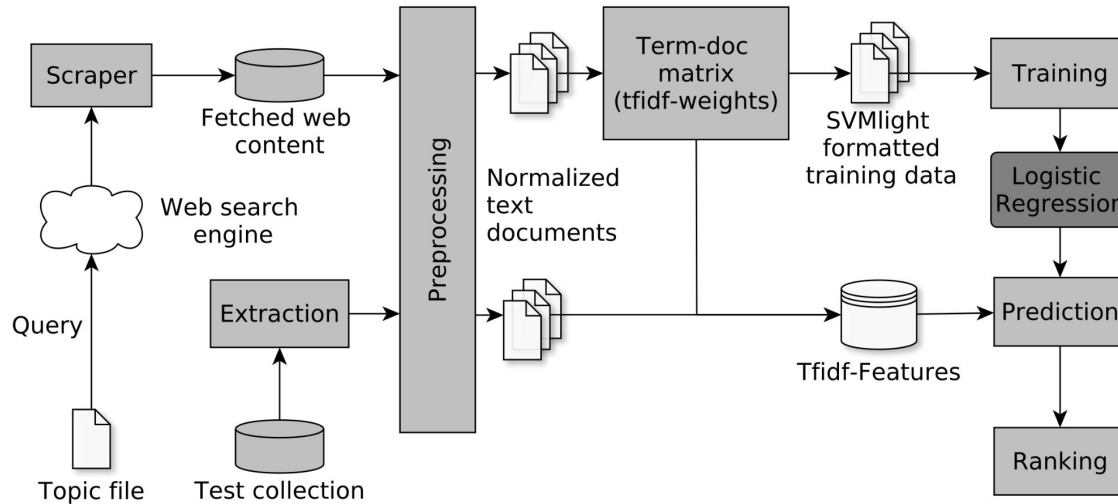 Scraper
Fetched web
content
Web search
engine
Query
Topic file
Extraction
Test collection
Preprocessing
Normalized
text
documents
Term-doc
matrix
(tfidf-weights)
SVMlight
formatted
training data
Tfidf-Features
Training
Logistic
Regression
Prediction
Ranking